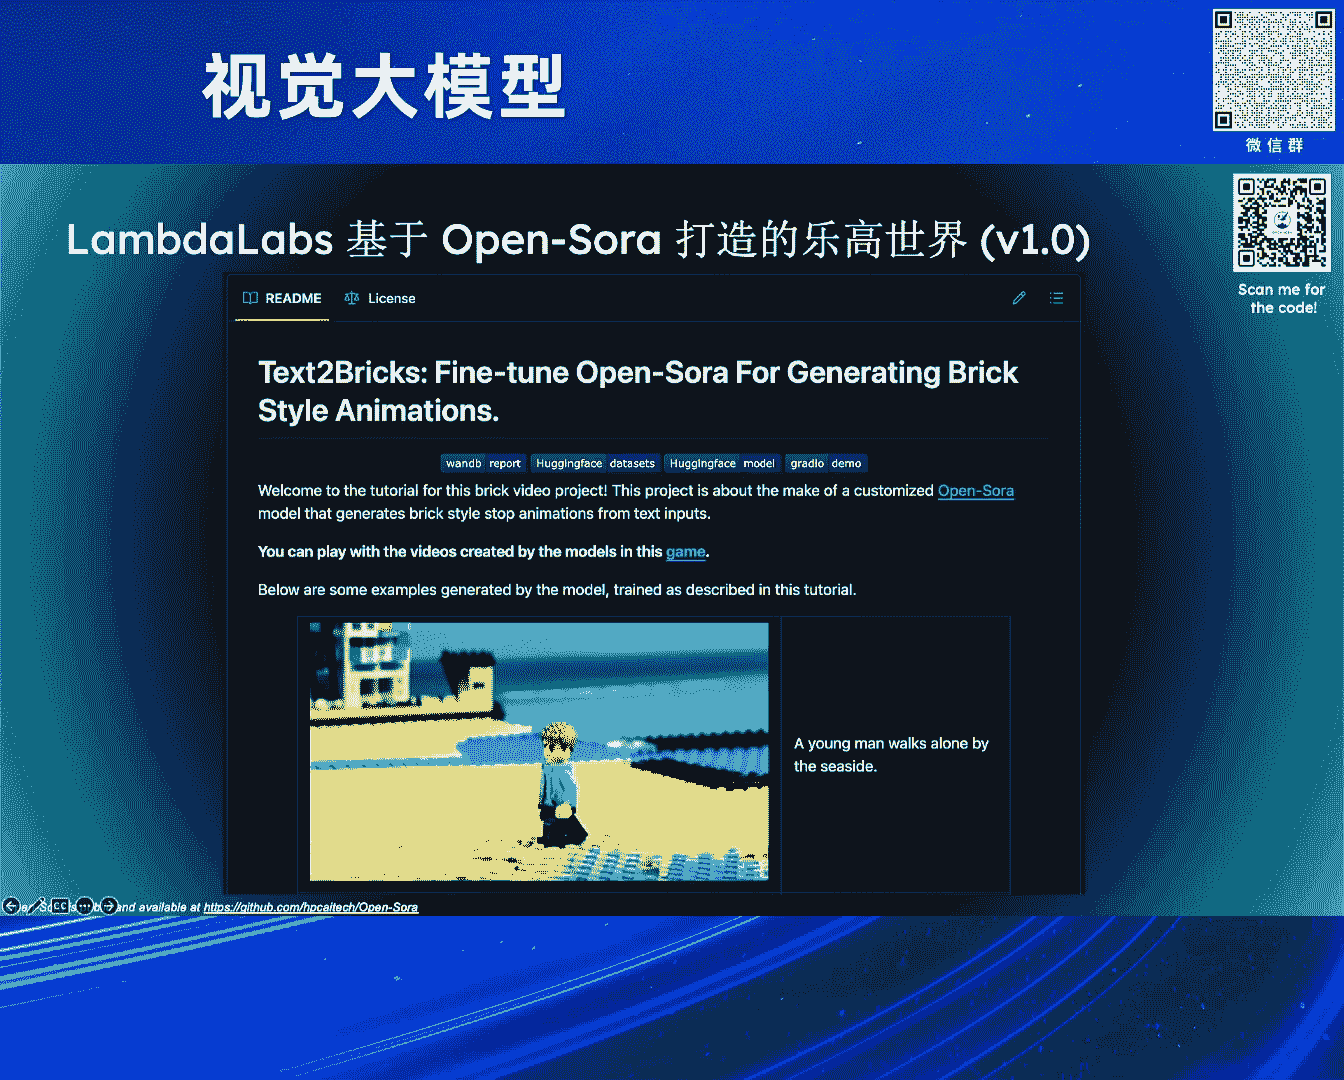 视觉大模型
微信群
LambdaLabs 基于 Open-Sora 打造的乐高世界 (v1.0)
Scan me for
the code!
README
License
Text2Bricks: Fine-tune Open-Sora For Generating Brick
Style Animations.
wandb report Huggingface datasets Huggingface model gradio demo
Welcome to the tutorial for this brick video project! This project is about the make of a customized Open-Sora
model that generates brick style stop animations from text inputs.
You can play with the videos created by the models in this game.
Below are some examples generated by the model, trained as described in this tutorial.
A young man walks alone by
the seaside.
and available at https://github.com/hpcaitech/Open-Sora